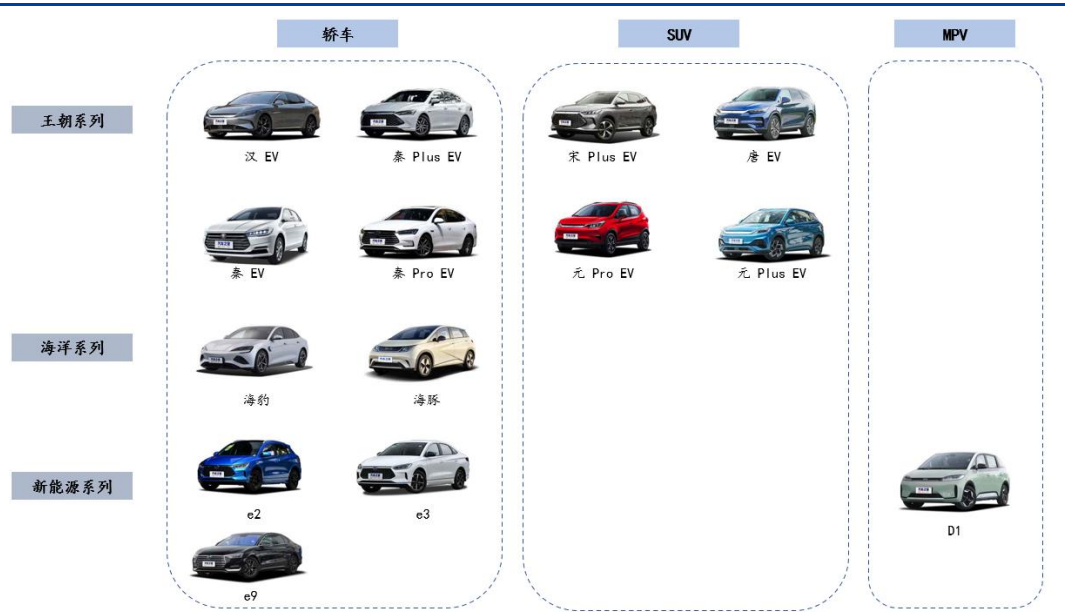 轿车 SUV MPV
王朝系列
汉 EV 秦 Plus EV 宋 Plus EV 唐 EV
秦 EV 秦 Pro EV 元 Pro EV 元 Plus EV
海洋系列
海豹 海豚
新能源系列
e2 e3 D1
e9